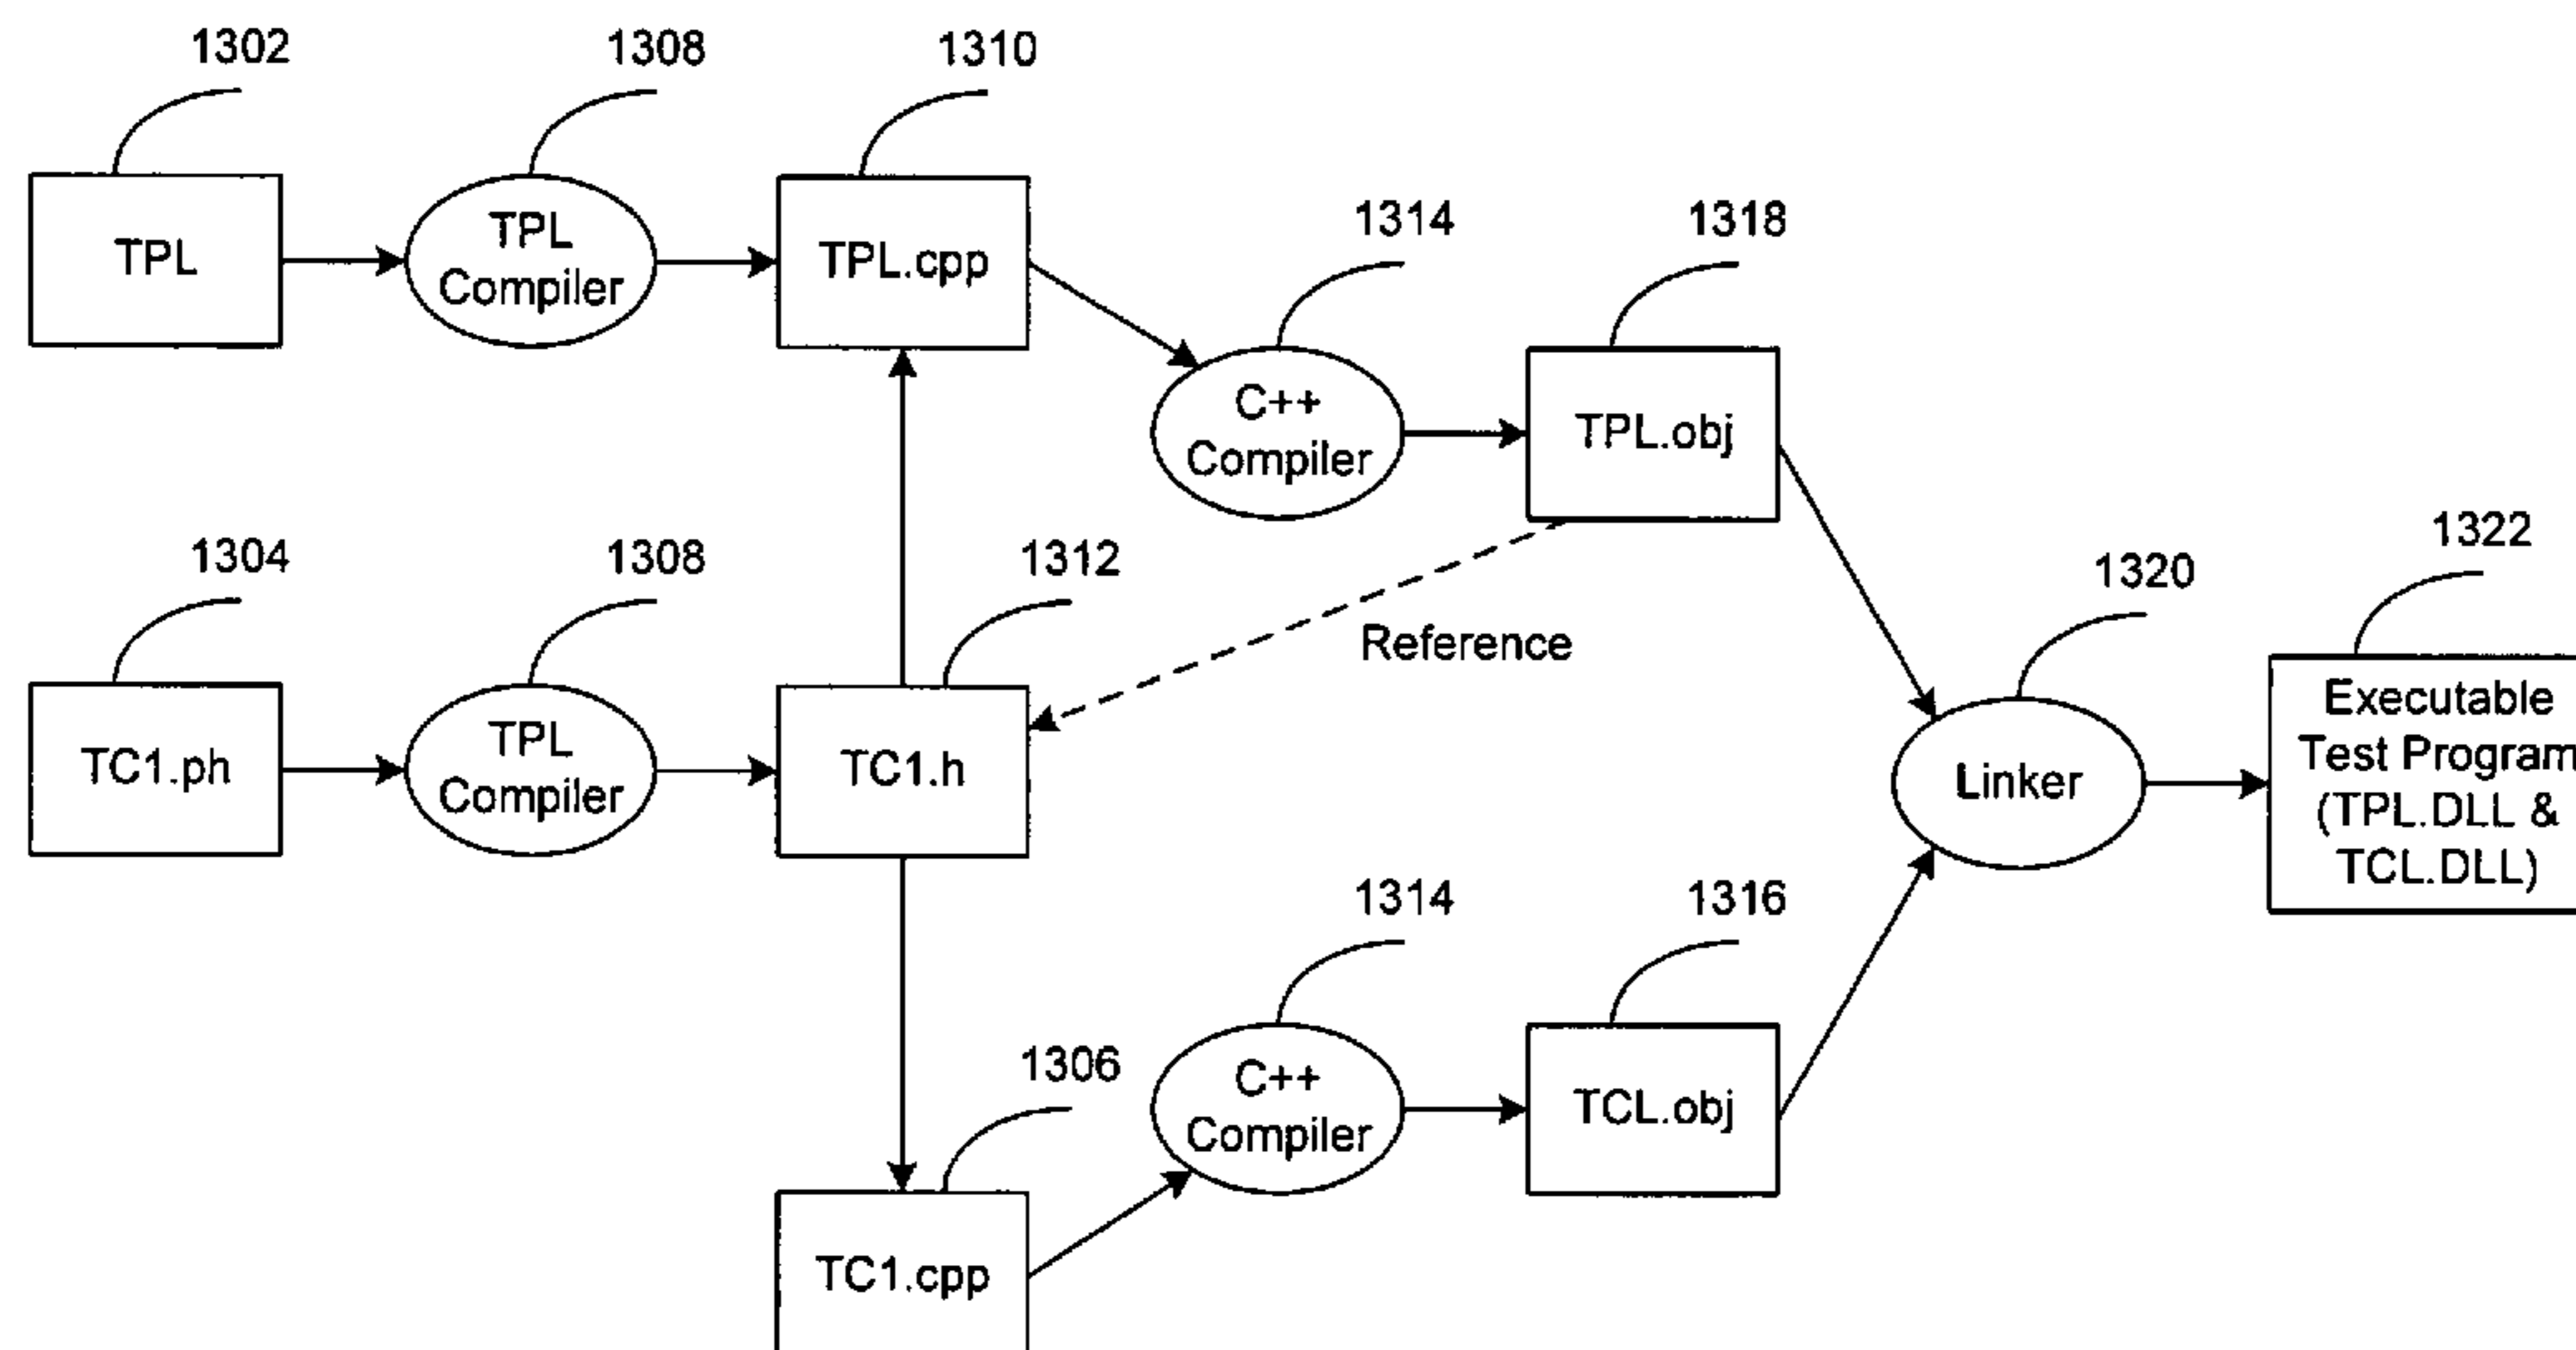 1302
1308
1310
TPL
TPL
Compiler
TPL.cpp
1314
1318
C++
Compiler
TPL.obj
1304
1308
1312
Reference
1320
1322
TC1.ph
TPL
Compiler
TC1.h
Linker
Executable
Test Program
(TPL.DLL &
TCL.DLL)
1306
1314
1316
C++
Compiler
TCL.obj
TC1.cpp